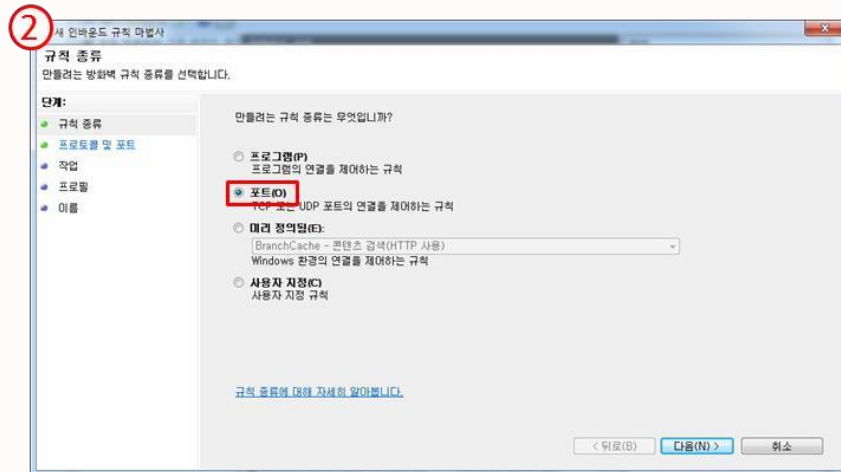 ②
새 인바운드 규칙 마법사
규칙 종류
만들려는 방화벽 규칙 종류를 선택합니다.
단계:
규칙 종류
프로토콜 및 포트
작업
프로필
이름
만들려는 규칙 종류는 무엇입니까?
프로그램(P)
프로그램의 연결을 제어하는 규칙
포트(O)
TCP 또는 UDP 포트의 연결을 제어하는 규칙
미리 정의됨(E):
BranchCache - 콘텐츠 검색(HTTP 사용)
Windows 환경의 연결을 제어하는 규칙
사용자 지정(C)
사용자 지정 규칙
규칙 종류에 대해 자세히 알아봅니다.
< 뒤로(B) 다음(N) > 취소